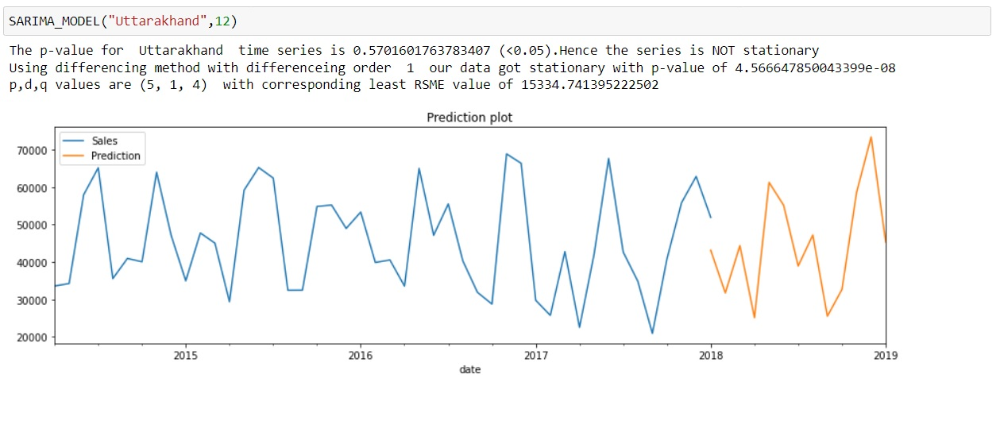 SARIMA_MODEL("Uttarakhand",12)
The p-value for  Uttarakhand  time series is 0.5701601763783407 (<0.05).Hence the series is NOT stationary
Using differencing method with differenceing order  1  our data got stationary with p-value of 4.566647850043399e-08
p,d,q values are (5, 1, 4)  with corresponding least RSME value of 15334.741395222502
Prediction plot
Sales
Prediction
70000
60000
50000
40000
30000
20000
2015 2016 2017 2018 2019
date